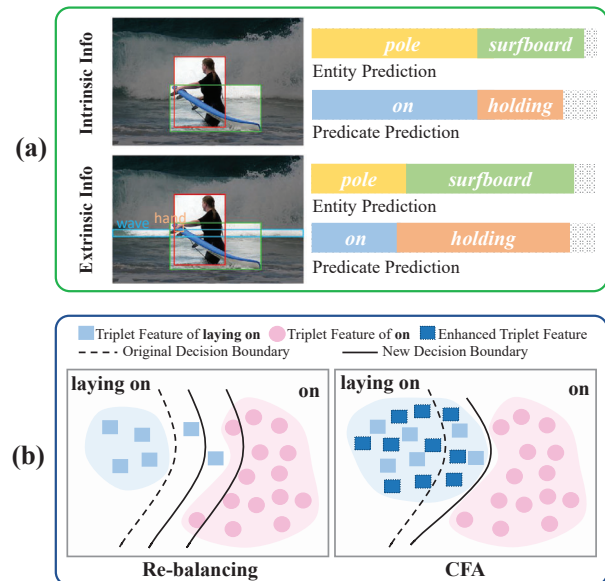 (a)
Intrinsic Info
pole surfboard
Entity Prediction
on holding
Predicate Prediction
Extrinsic Info
wave hand
pole surfboard
Entity Prediction
on holding
Predicate Prediction
(b)
Triplet Feature of laying on Triplet Feature of on Enhanced Triplet Feature
Original Decision Boundary New Decision Boundary
laying on on
laying on on
Re-balancing CFA